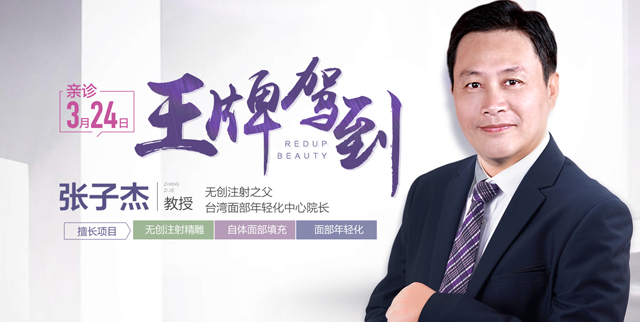 亲诊
3月24日
王牌驾到
REDUP
BEAUTY
张子杰
ZHANG
ZIJIE
教授
无创注射之父
台湾面部年轻化中心院长
擅长项目
无创注射精雕
自体面部填充
面部年轻化